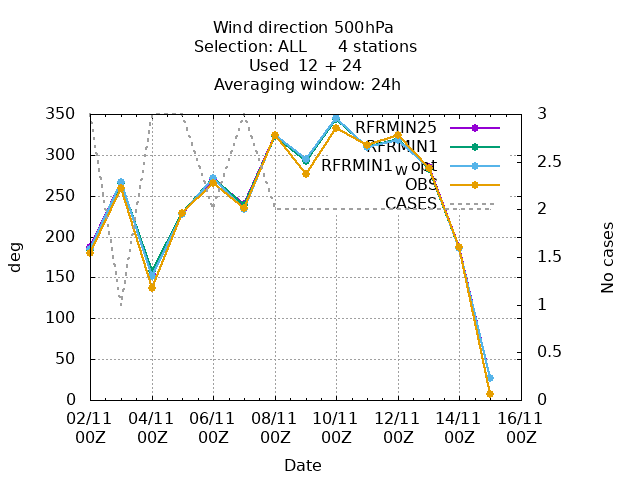 Wind direction 500hPa
Selection: ALL      4 stations
Used  12 + 24
Averaging window: 24h
350
300
250
200
150
100
50
0
deg
3
2.5
2
1.5
1
0.5
0
No cases
RFRMIN25
RFRMIN1
RFRMIN1wopt
OBS
CASES
02/11 04/11 06/11 08/11 10/11 12/11 14/11 16/11
00Z 00Z 00Z 00Z 00Z 00Z 00Z 00Z
Date